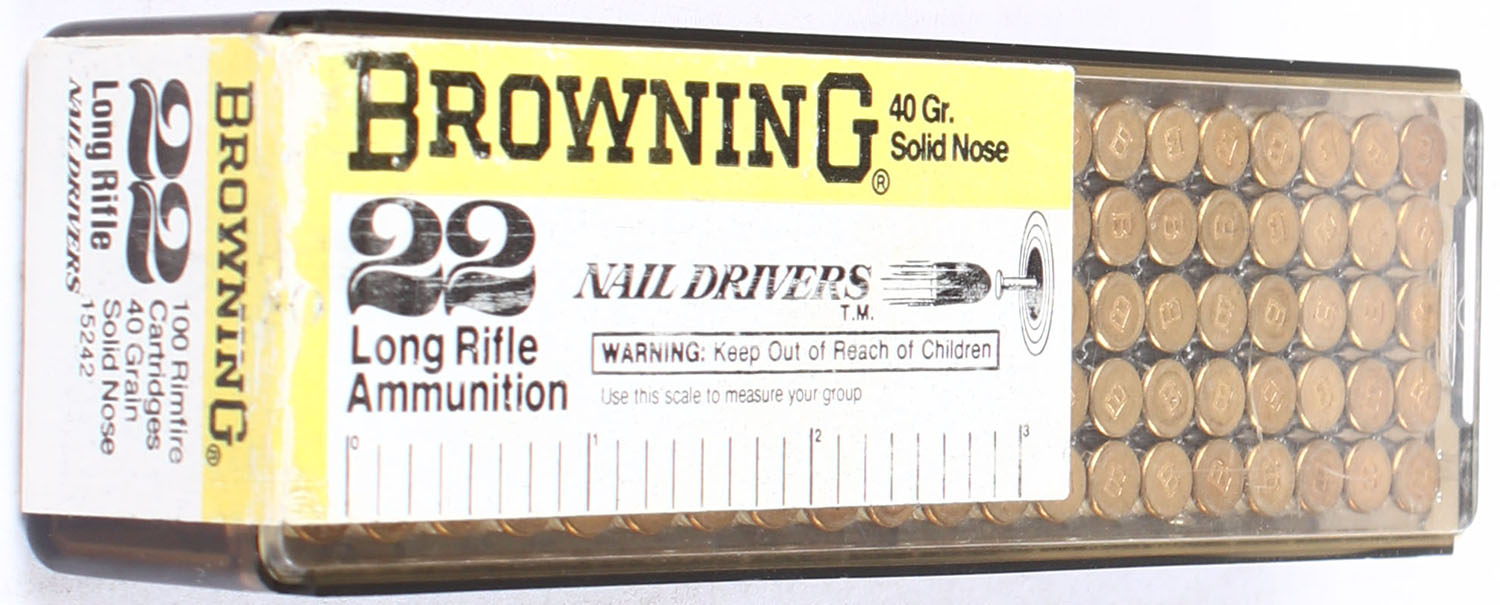 BROWNING®
40 Gr.
Solid Nose
22
Long Rifle
Ammunition
NAIL DRIVERS
T.M.
WARNING: Keep Out of Reach of Children
Use this scale to measure your group
0 1 2 3
BROWNING®
22
Long Rifle
NAIL DRIVERS
100 Rimfire
Cartridges
40 Grain
Solid Nose
15242